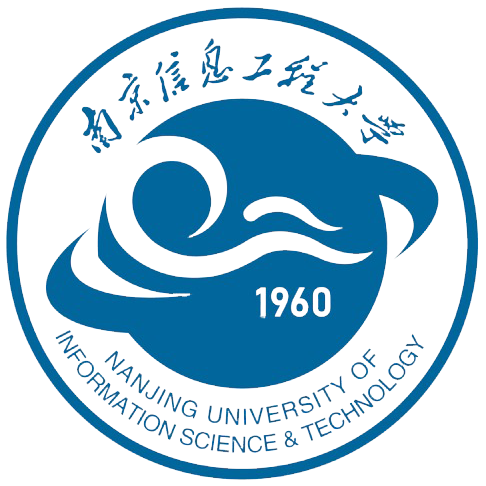 南京信息工程大学
1960
NANJING UNIVERSITY OF
INFORMATION SCIENCE & TECHNOLOGY